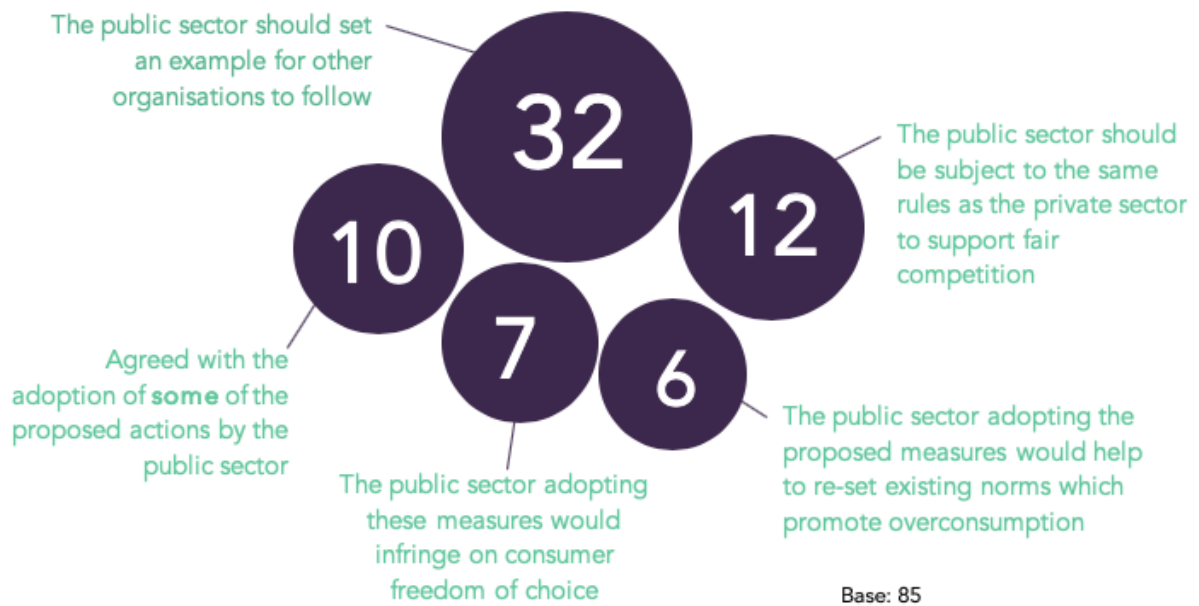 The public sector should set
an example for other
organisations to follow
32
The public sector should
be subject to the same
rules as the private sector
to support fair
competition
12
10
Agreed with the
adoption of some of the
proposed actions by the
public sector
7
The public sector adopting
these measures would
infringe on consumer
freedom of choice
6
The public sector adopting the
proposed measures would help
to re-set existing norms which
promote overconsumption
Base: 85